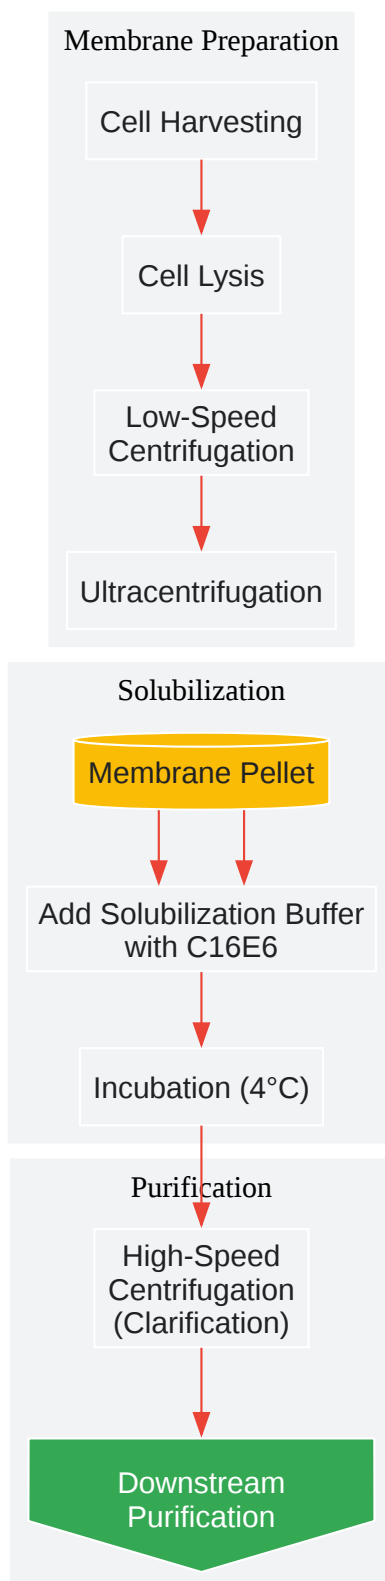 Membrane Preparation
Cell Harvesting
Cell Lysis
Low-Speed
Centrifugation
Ultracentrifugation
Solubilization
Membrane Pellet
Add Solubilization Buffer
with C16E6
Incubation (4°C)
Purification
High-Speed
Centrifugation
(Clarification)
Downstream
Purification